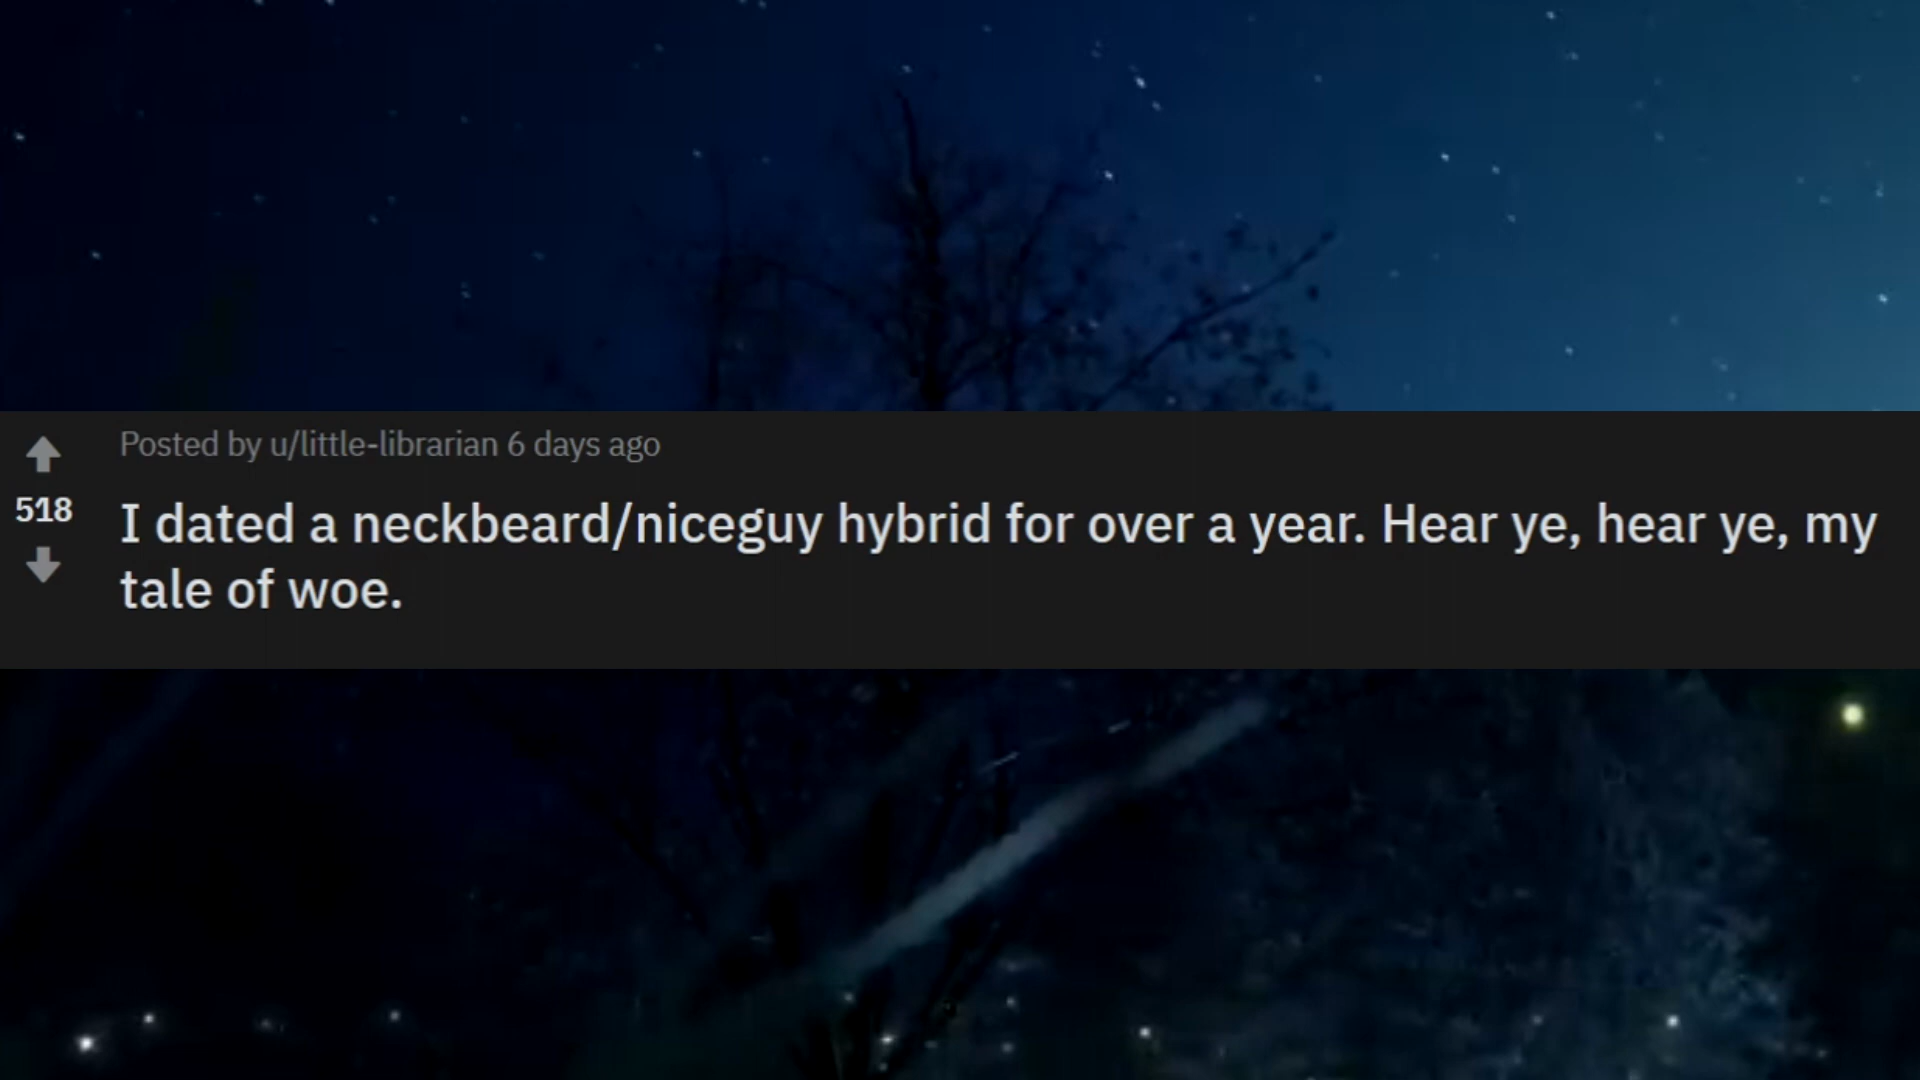 Posted by u/little-librarian 6 days ago
518
I dated a neckbeard/niceguy hybrid for over a year. Hear ye, hear ye, my
tale of woe.